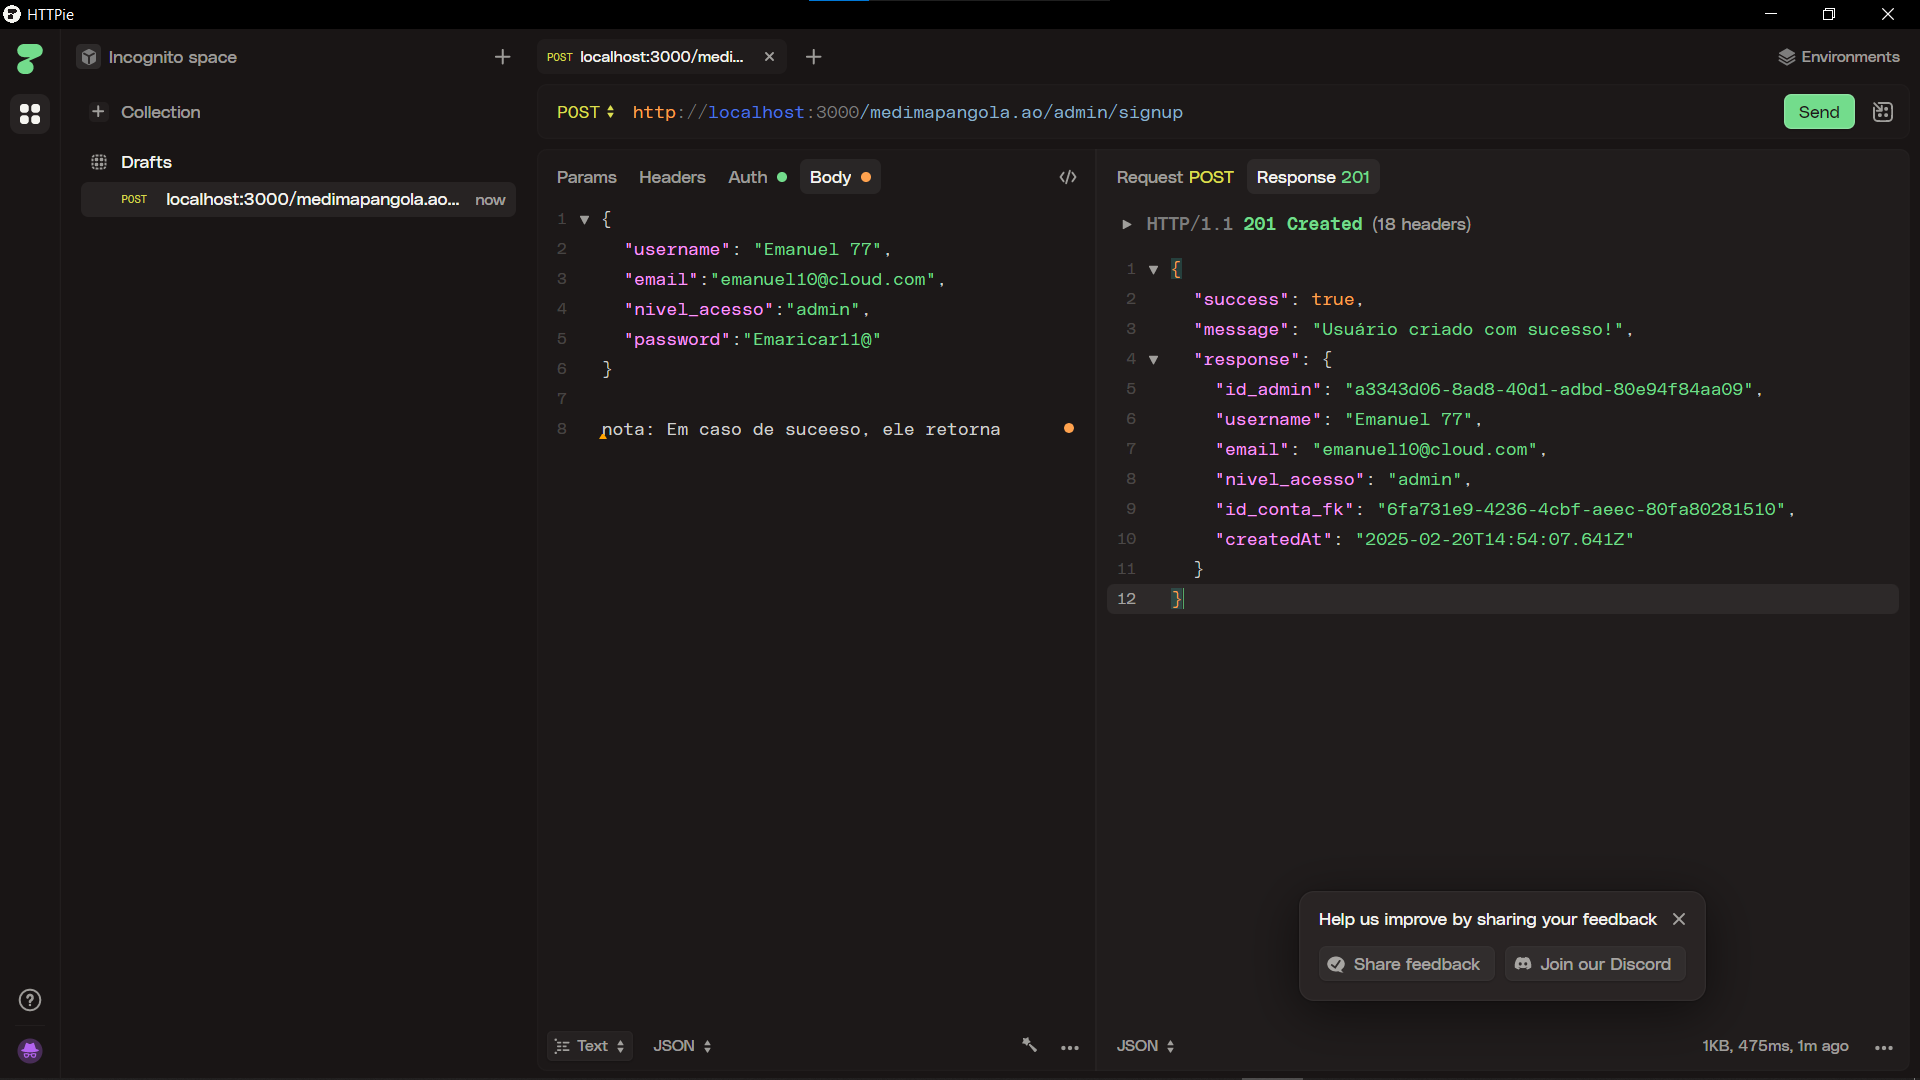 HTTPie
Incognito space
POST localhost:3000/medi...
Environments
Collection
POST http://localhost:3000/medimapangola.ao/admin/signup
Send
Drafts
POST localhost:3000/medimapangola.ao... now
Params Headers Auth Body
1 {
2 "username": "Emanuel 77",
3 "email":"emanuel10@cloud.com",
4 "nivel_acesso":"admin",
5 "password":"Emaricar11@"
6 }
7
8 nota: Em caso de suceeso, ele retorna
Text JSON
Request POST Response 201
HTTP/1.1 201 Created (18 headers)
1 {
2 "success": true,
3 "message": "Usuário criado com sucesso!",
4 "response": {
5 "id_admin": "a3343d06-8ad8-40d1-adbd-80e94f84aa09",
6 "username": "Emanuel 77",
7 "email": "emanuel10@cloud.com",
8 "nivel_acesso": "admin",
9 "id_conta_fk": "6fa731e9-4236-4cbf-aeec-80fa80281510",
10 "createdAt": "2025-02-20T14:54:07.641Z"
11 }
12 }
Help us improve by sharing your feedback
Share feedback Join our Discord
JSON 1KB, 475ms, 1m ago